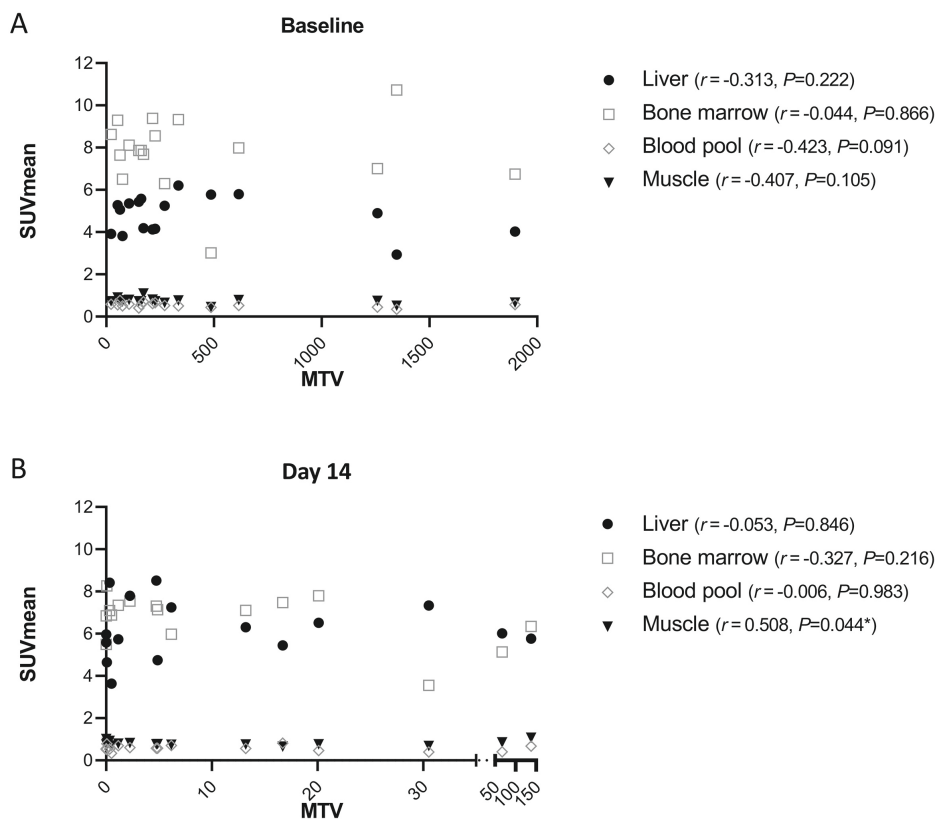 A
Baseline
12
10
8
6
4
2
0
SUVmean
0
500
1000
1500
2000
MTV
Liver (r = -0.313, P=0.222)
Bone marrow (r = -0.044, P=0.866)
Blood pool (r = -0.423, P=0.091)
Muscle (r = -0.407, P=0.105)
B
Day 14
12
10
8
6
4
2
0
SUVmean
0
10
20
30
50
100
150
MTV
Liver (r = -0.053, P=0.846)
Bone marrow (r = -0.327, P=0.216)
Blood pool (r = -0.006, P=0.983)
Muscle (r = 0.508, P=0.044*)